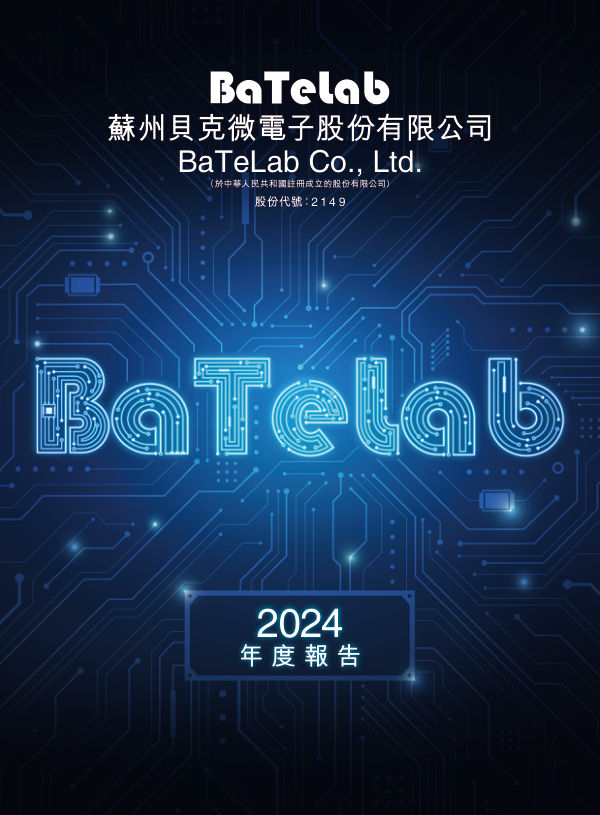 BaTeLab
蘇州貝克微電子股份有限公司
BaTeLab Co., Ltd.
（於中華人民共和國註冊成立的股份有限公司）
股份代號：2149
BaTeLab
2024
年度報告